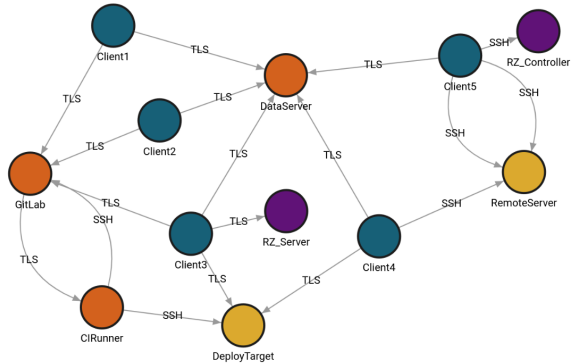 Client1
TLS
TLS
SSH
RZ_Controller
Client5
TLS
DataServer
TLS
SSH
Client2
TLS
SSH
TLS
TLS
RemoteServer
GitLab
TLS
SSH
TLS
SSH
RZ_Server
Client3
Client4
TLS
TLS
TLS
SSH
CIRunner
DeployTarget